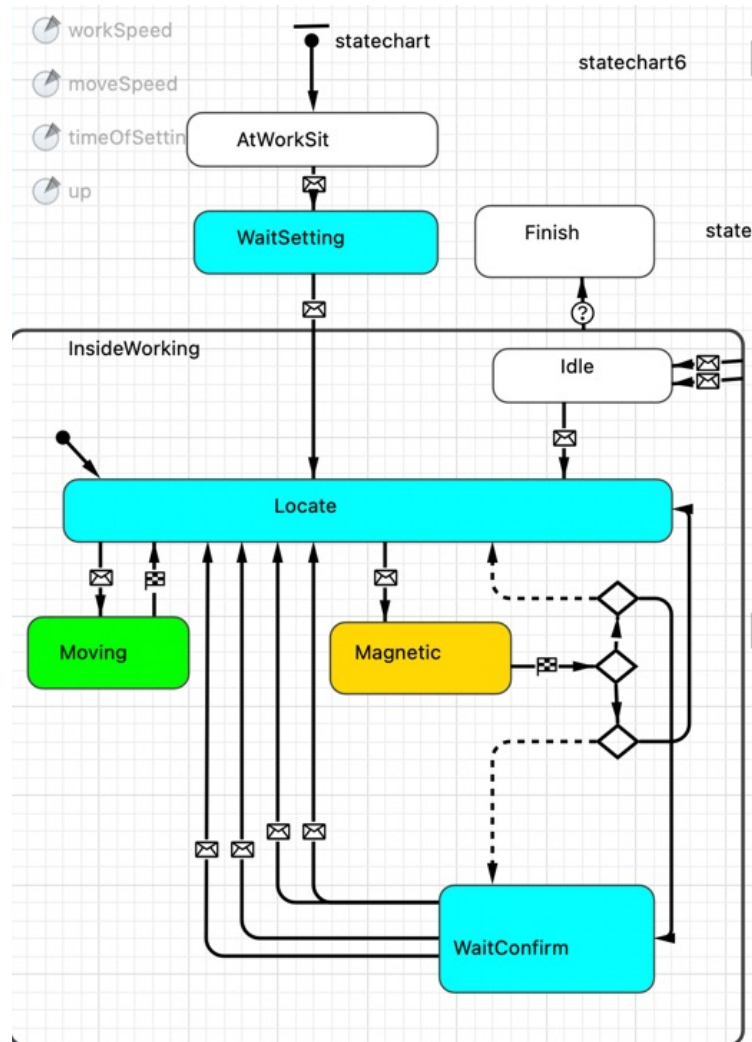 workSpeed
statechart
statechart6
moveSpeed
timeOfSettin
AtWorkSit
up
WaitSetting
Finish
state
InsideWorking
Idle
Locate
Moving
Magnetic
WaitConfirm
?